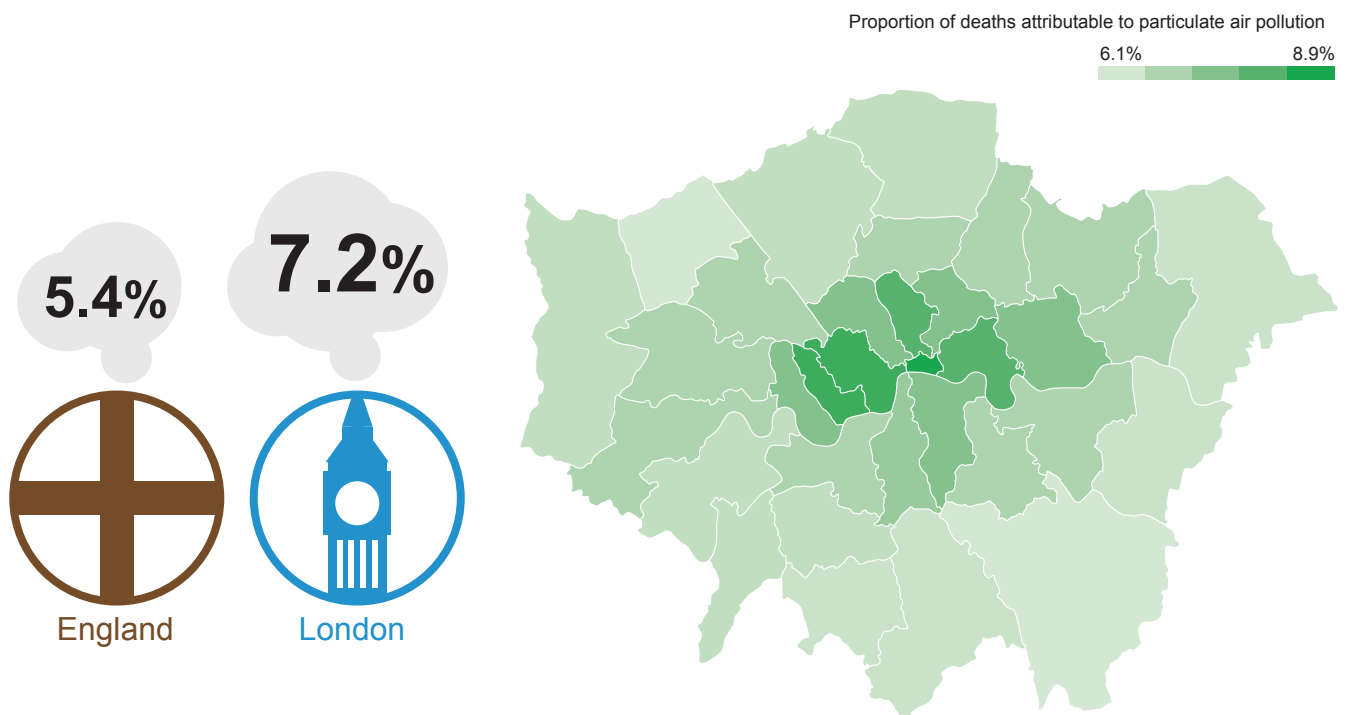 Proportion of deaths attributable to particulate air pollution
6.1% 8.9%
5.4%
7.2%
England
London